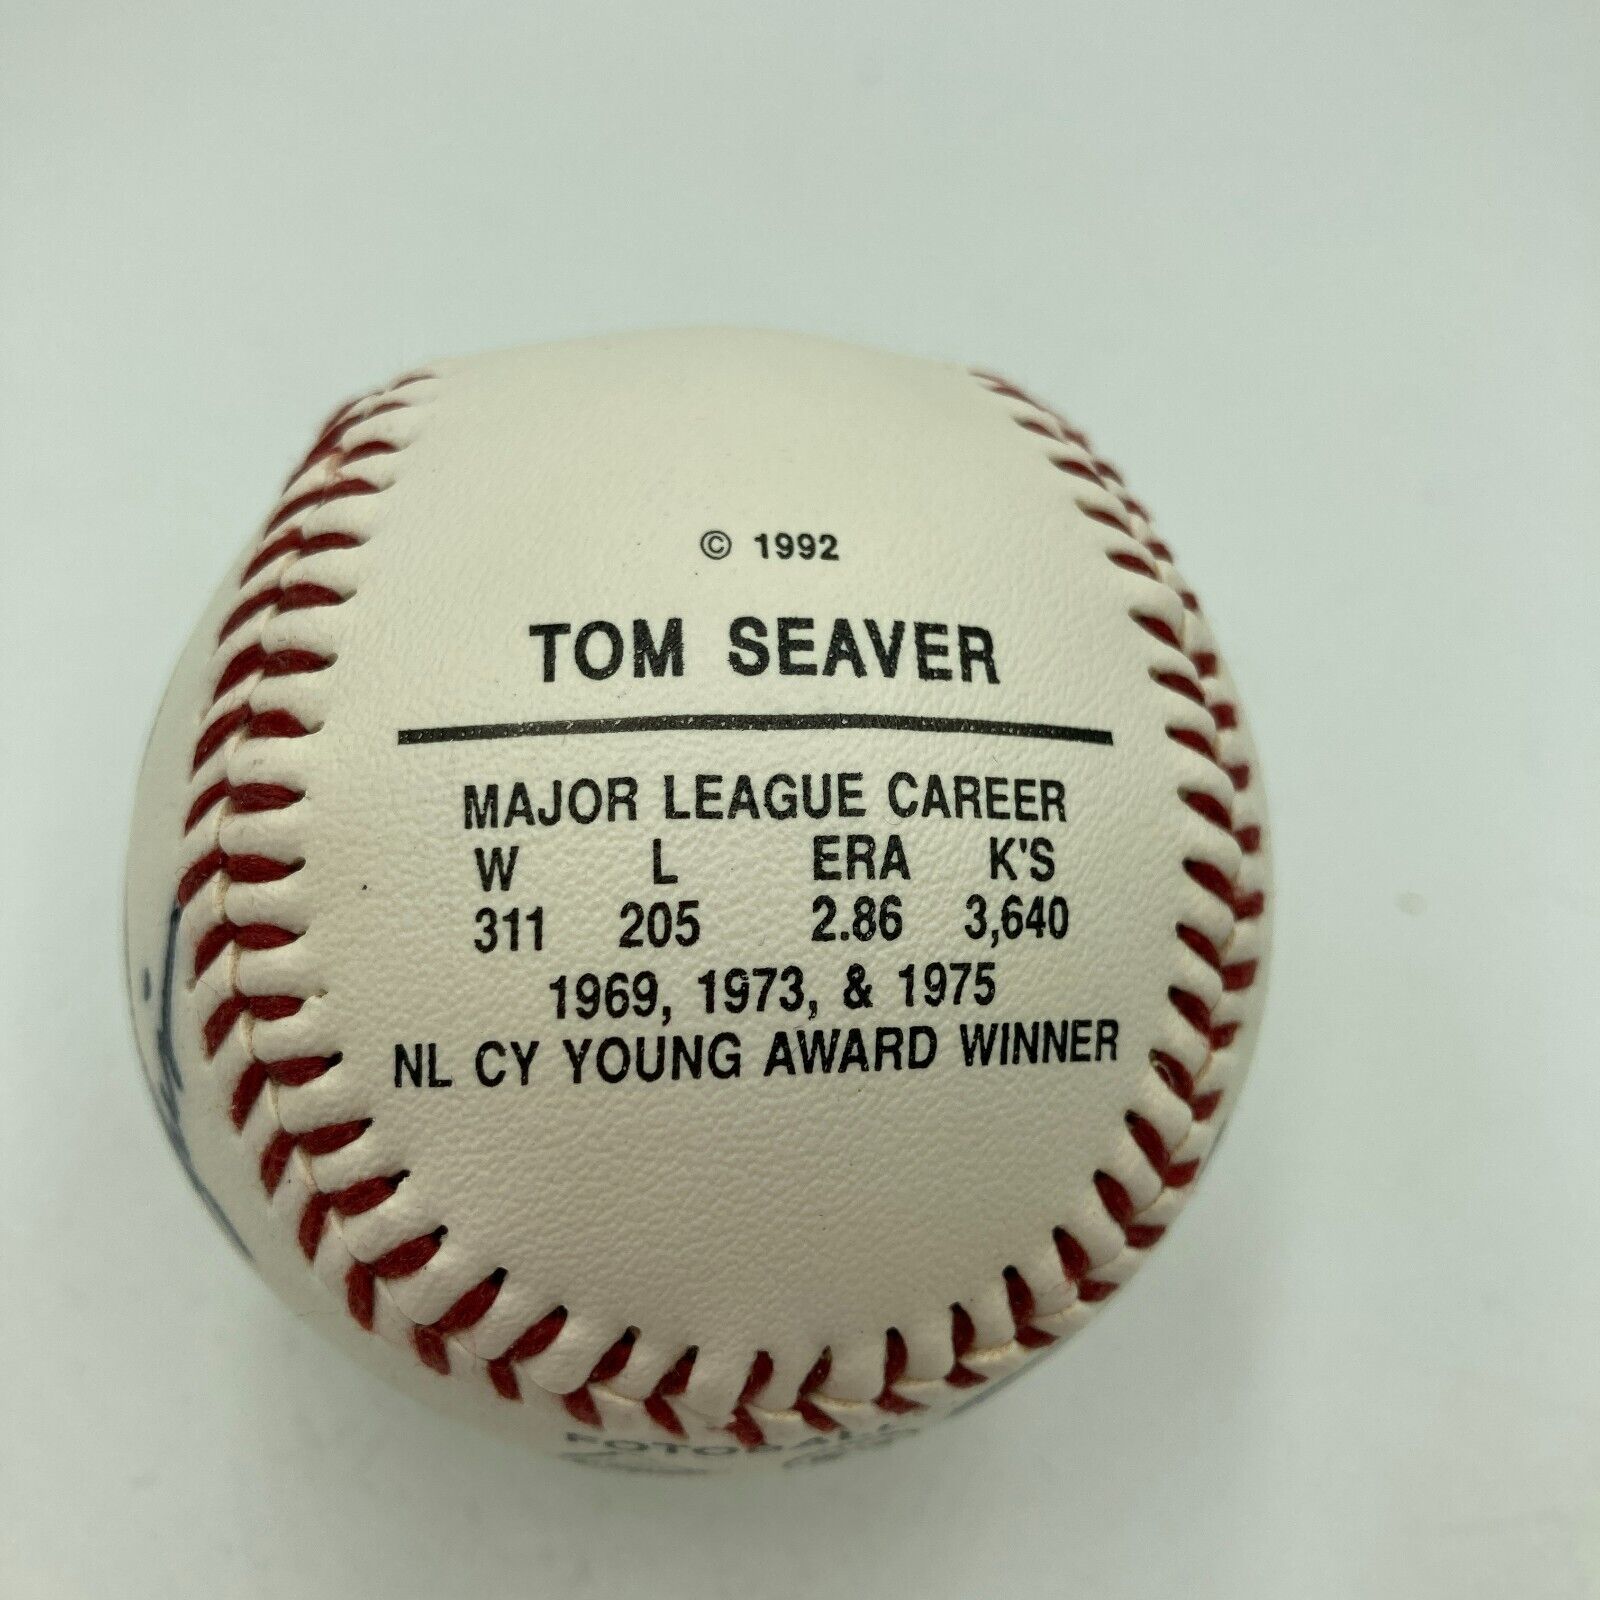 © 1992
TOM SEAVER
MAJOR LEAGUE CAREER
W L ERA K'S
311 205 2.86 3,640
1969, 1973, & 1975
NL CY YOUNG AWARD WINNER
FOTOBALL